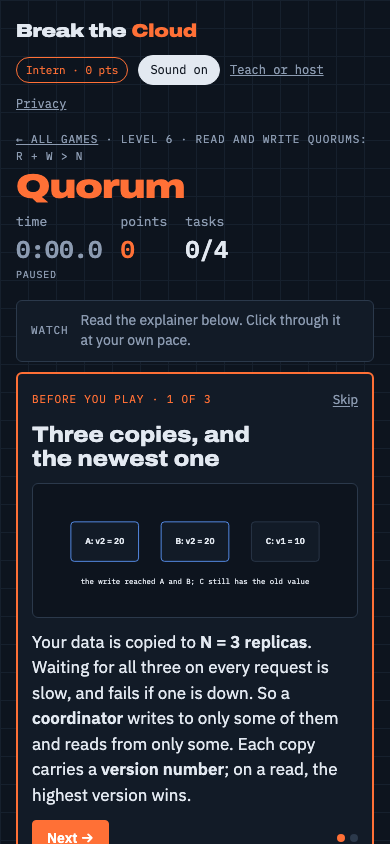 Break the Cloud
Intern · 0 pts
Sound on
Teach or host
Privacy
← ALL GAMES · LEVEL 6 · READ AND WRITE QUORUMS:
R + W > N
Quorum
time points tasks
0:00.0 0 0/4
PAUSED
WATCH
Read the explainer below. Click through it
at your own pace.
BEFORE YOU PLAY · 1 OF 3
Skip
Three copies, and
the newest one
A: v2 = 20
B: v2 = 20
C: v1 = 10
the write reached A and B; C still has the old value
Your data is copied to N = 3 replicas.
Waiting for all three on every request is
slow, and fails if one is down. So a
coordinator writes to only some of them
and reads from only some. Each copy
carries a version number; on a read, the
highest version wins.
Next →